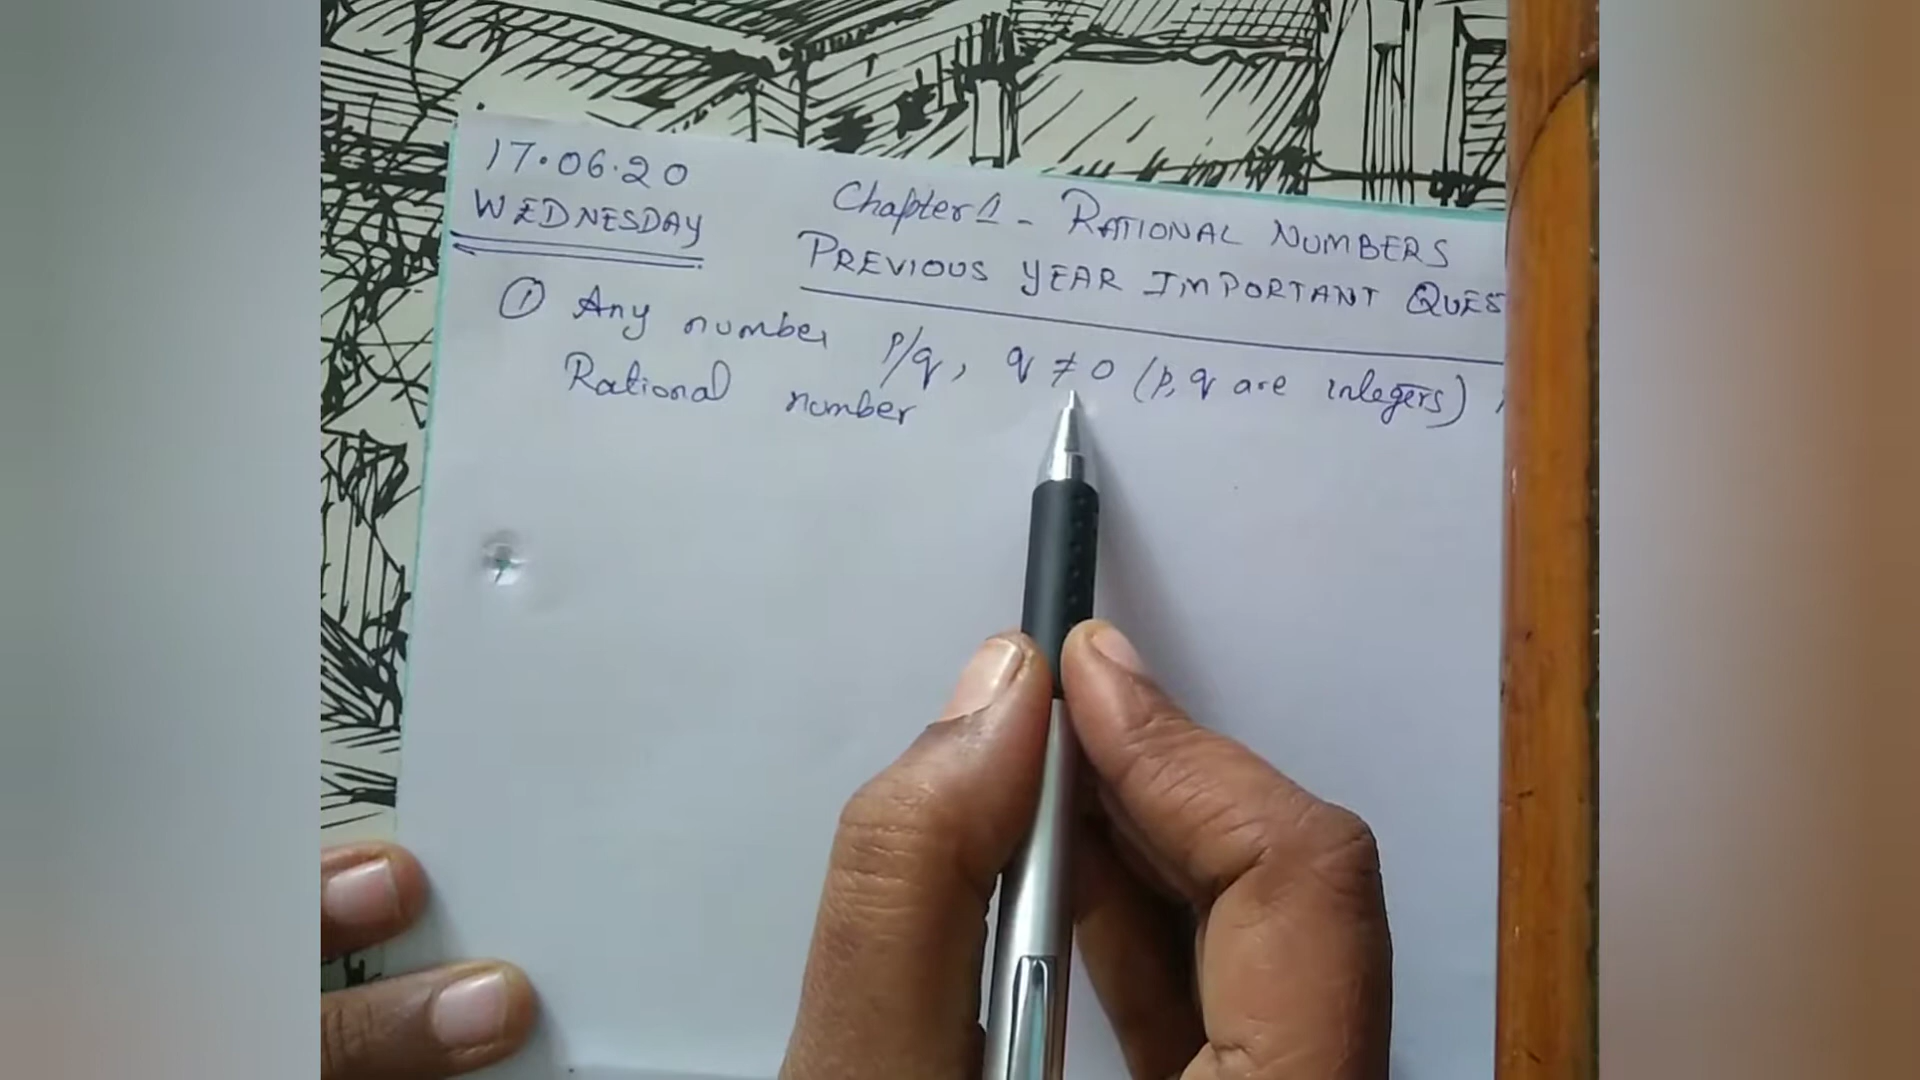 17.06.20
WEDNESDAY
Chapter 1 - RATIONAL NUMBERS
PREVIOUS YEAR IMPORTANT QUES
① Any number p/q, q ≠ 0 (p, q are integers)
Rational number